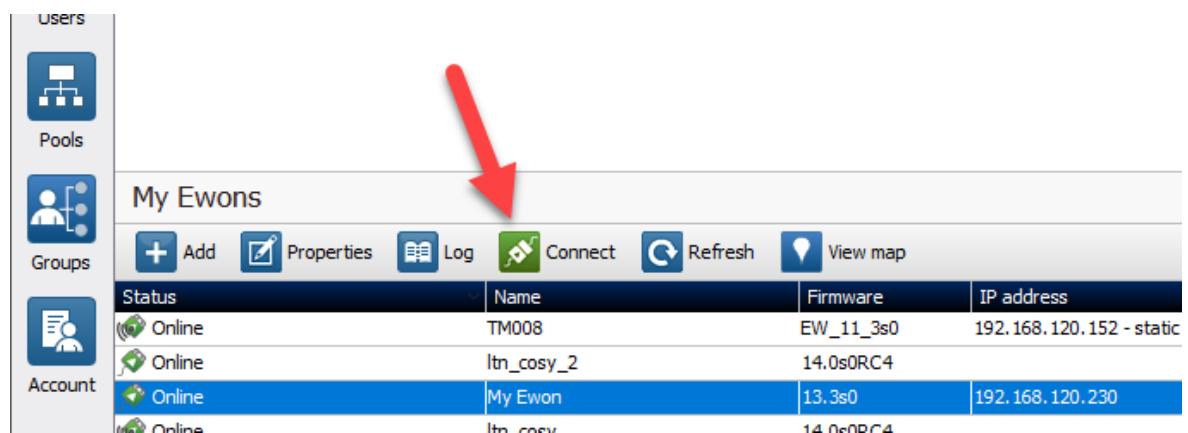 Users
Pools
My Ewons
Groups
Add Properties Log Connect Refresh View map
Status Name Firmware IP address
Online TM008 EW_11_3s0 192.168.120.152 - static
Online ltn_cosy_2 14.0s0RC4
Account
Online My Ewon 13.3s0 192.168.120.230
Online ltn_cosy 14.0s0RC4